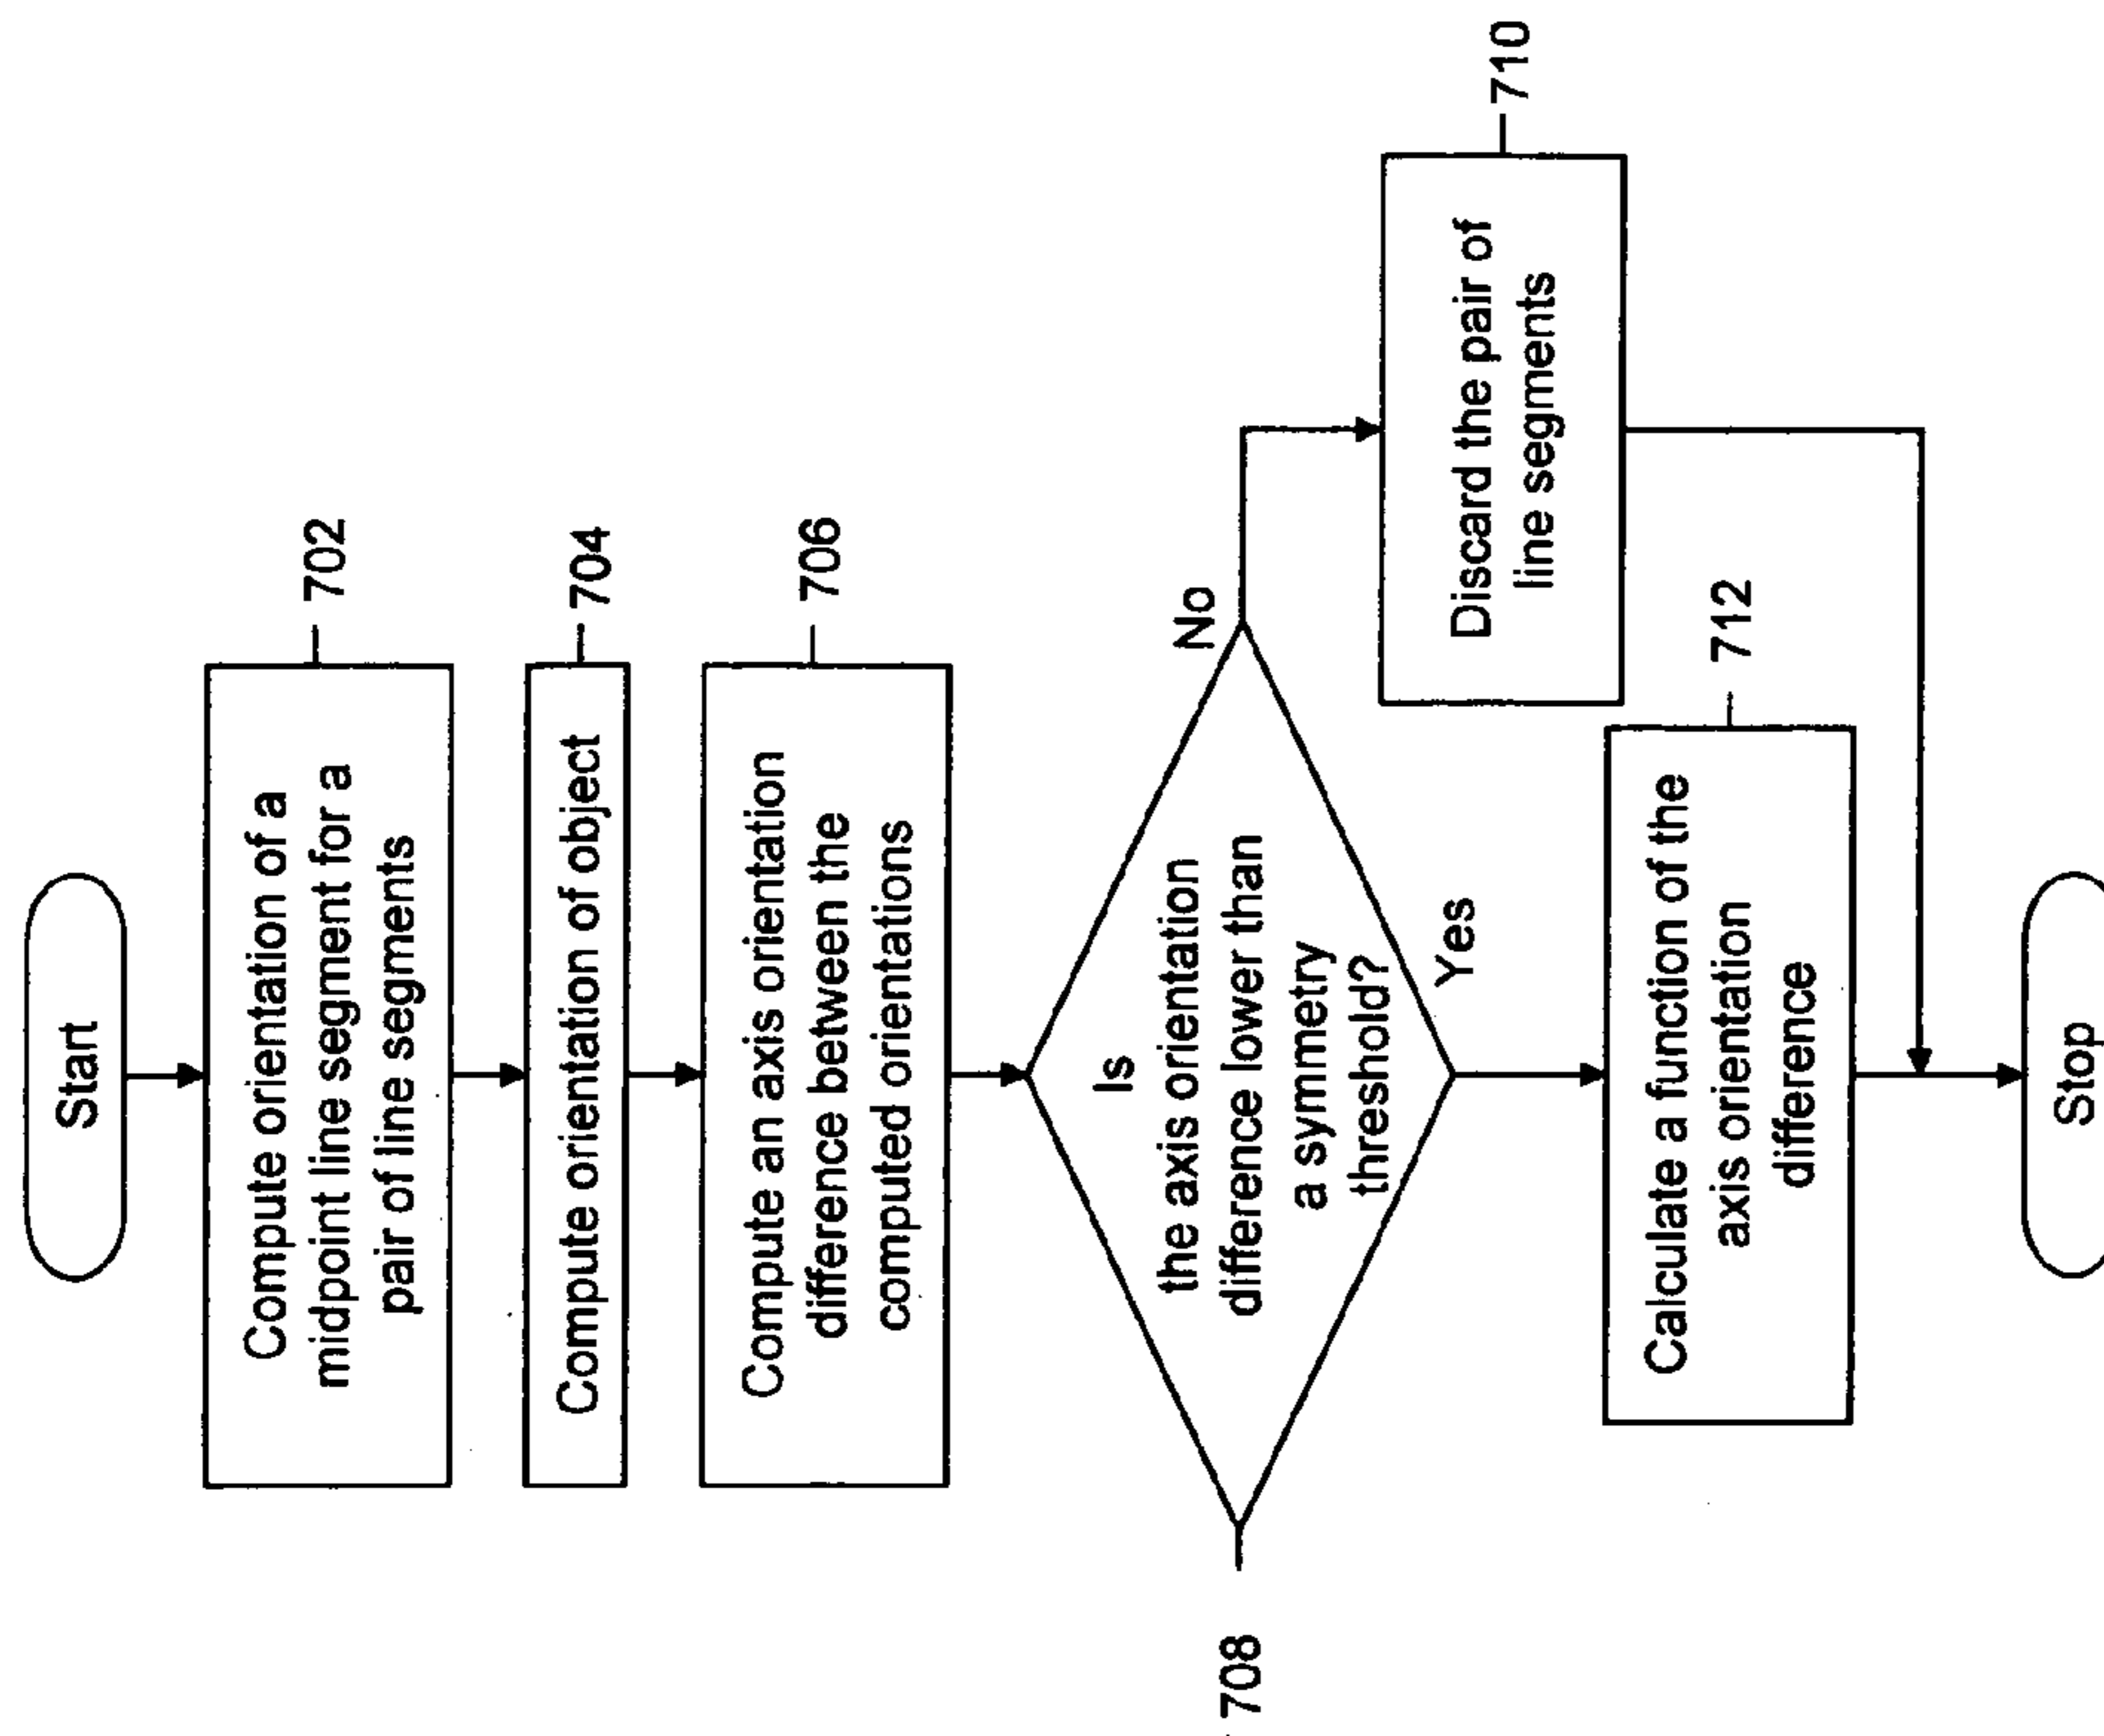 Start
Compute orientation of a
midpoint line segment for a
pair of line segments
702
Compute orientation of object
704
Compute an axis orientation
difference between the
computed orientations
706
Is
the axis orientation
difference lower than
a symmetry
threshold?
708
No
Yes
Discard the pair of
line segments
710
Calculate a function of the
axis orientation
difference
712
Stop